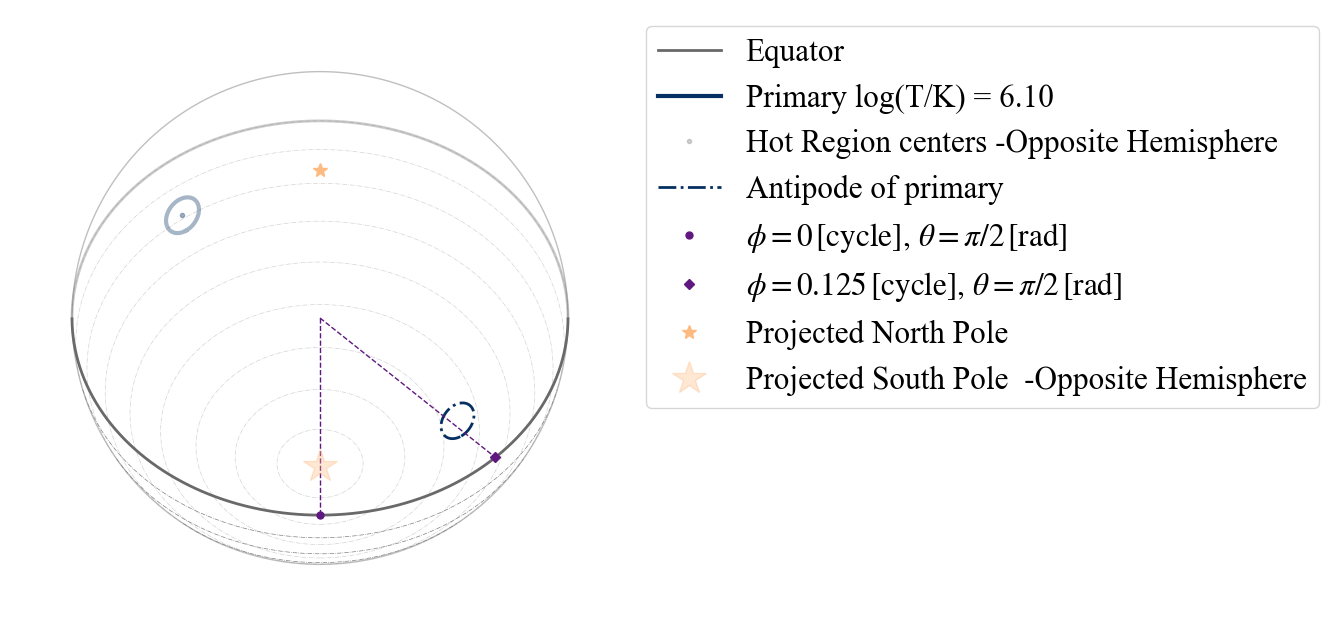 Equator
Primary log(T/K) = 6.10
Hot Region centers -Opposite Hemisphere
Antipode of primary
ϕ = 0 [cycle], θ = π/2 [rad]
ϕ = 0.125 [cycle], θ = π/2 [rad]
Projected North Pole
Projected South Pole  -Opposite Hemisphere